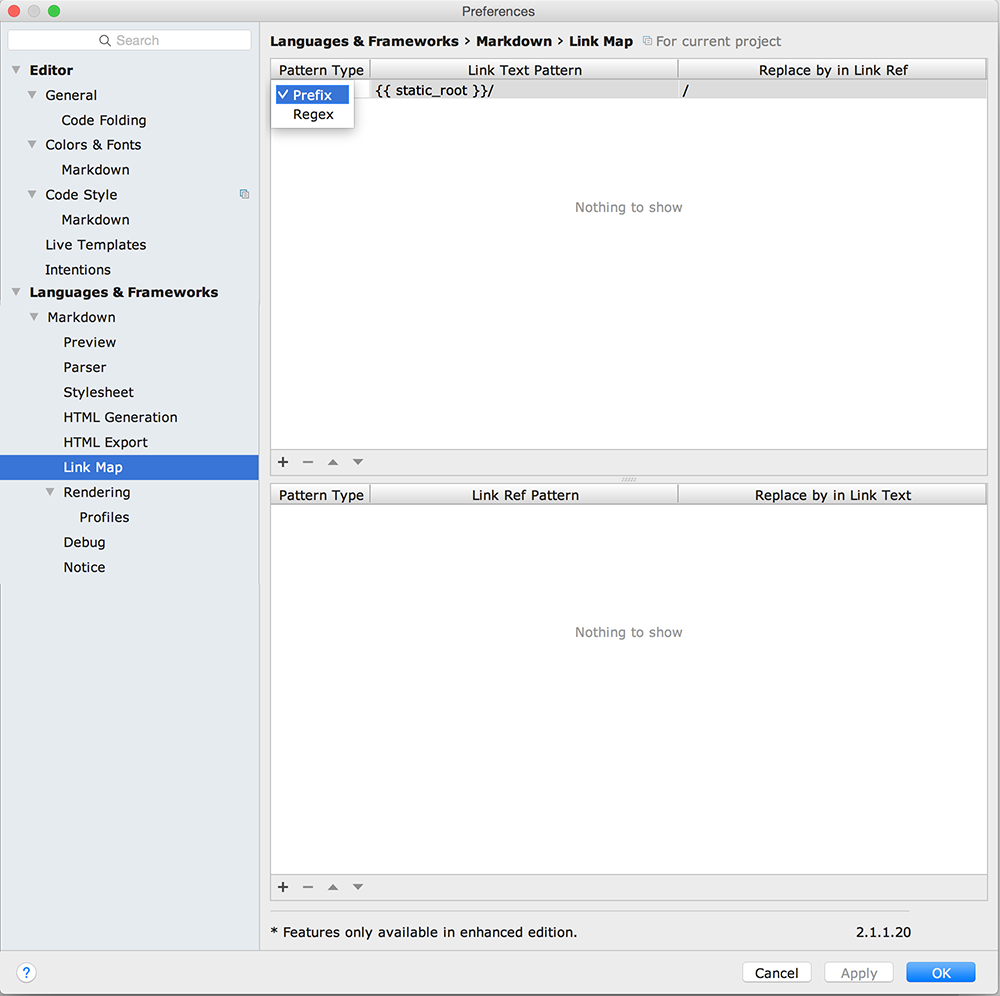 Preferences
Search
Editor
General
Code Folding
Colors & Fonts
Markdown
Code Style
Markdown
Live Templates
Intentions
Languages & Frameworks
Markdown
Preview
Parser
Stylesheet
HTML Generation
HTML Export
Link Map
Rendering
Profiles
Debug
Notice
Languages & Frameworks › Markdown › Link Map For current project
Pattern Type Link Text Pattern Replace by in Link Ref
✓ Prefix {{ static_root }}/ /
Regex
Nothing to show
Pattern Type Link Ref Pattern Replace by in Link Text
Nothing to show
* Features only available in enhanced edition. 2.1.1.20
? Cancel Apply OK